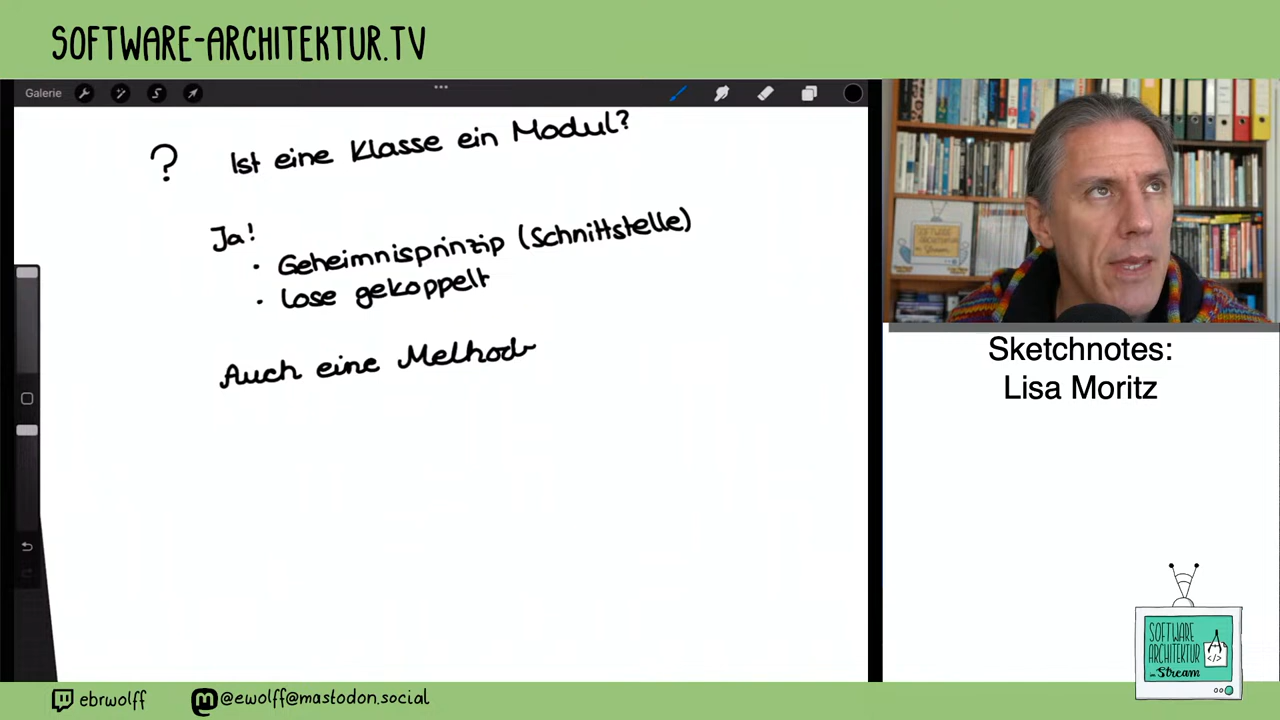 SOFTWARE-ARCHITEKTUR.TV
Galerie
? Ist eine Klasse ein Modul?
Ja!
· Geheimnisprinzip (Schnittstelle)
· Lose gekoppelt
Auch eine Method
Sketchnotes:
Lisa Moritz
SOFTWARE
ARCHITEKTUR
im Stream
</>
ebrwolff
@ewolff@mastodon.social